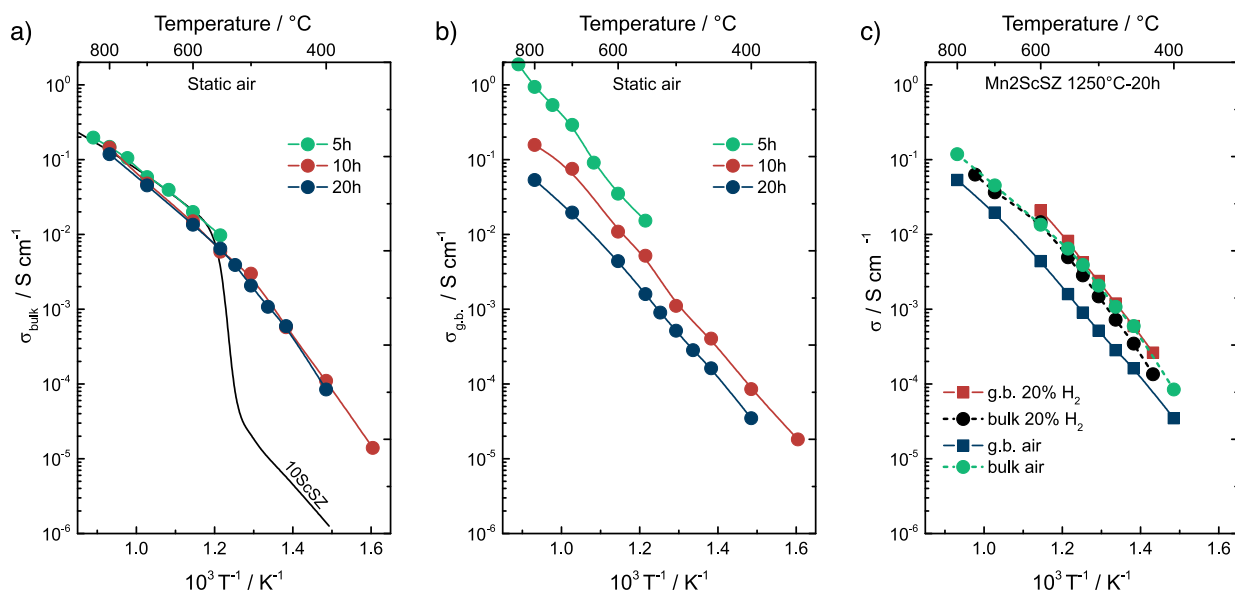 a)
Temperature / °C
800 600 400
Static air
5h
10h
20h
10ScSZ
σbulk / S cm-1
10^0
10^-1
10^-2
10^-3
10^-4
10^-5
10^-6
1.0 1.2 1.4 1.6
10^3 T^-1 / K^-1
b)
Temperature / °C
800 600 400
Static air
5h
10h
20h
σg.b. / S cm-1
10^0
10^-1
10^-2
10^-3
10^-4
10^-5
10^-6
1.0 1.2 1.4 1.6
10^3 T^-1 / K^-1
c)
Temperature / °C
800 600 400
Mn2ScSZ 1250°C-20h
σ / S cm-1
10^0
10^-1
10^-2
10^-3
10^-4
10^-5
10^-6
g.b. 20% H2
bulk 20% H2
g.b. air
bulk air
1.0 1.2 1.4 1.6
10^3 T^-1 / K^-1